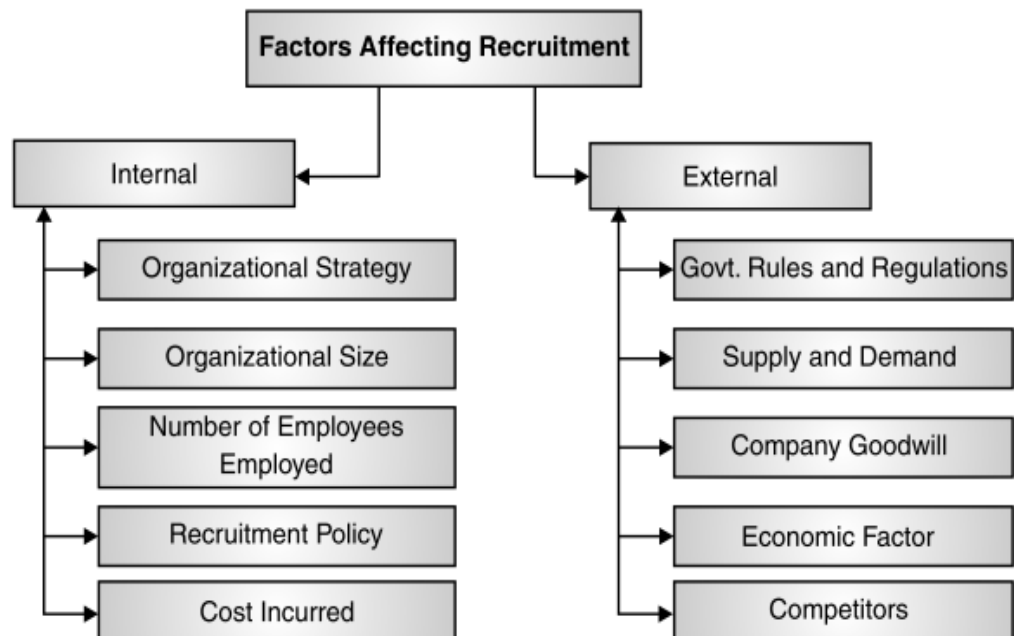 Factors Affecting Recruitment
Internal
Organizational Strategy
Organizational Size
Number of Employees
Employed
Recruitment Policy
Cost Incurred
External
Govt. Rules and Regulations
Supply and Demand
Company Goodwill
Economic Factor
Competitors